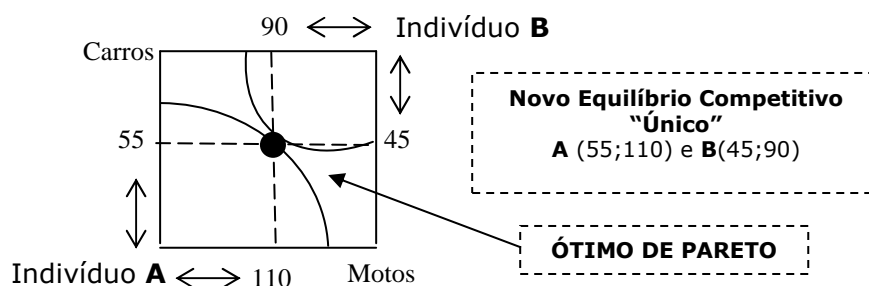 90 Indivíduo B
Carros
55
45
Indivíduo A
110
Motos
Novo Equilíbrio Competitivo
“Único”
A (55;110) e B(45;90)
ÓTIMO DE PARETO